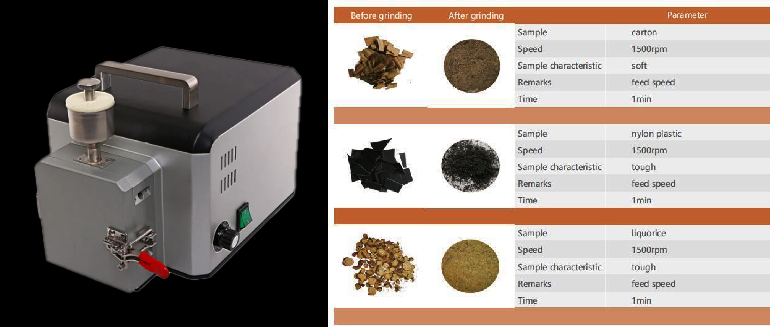 Before grinding After grinding Parameter
Sample carton
Speed 1500rpm
Sample characteristic soft
Remarks feed speed
Time 1min
Sample nylon plastic
Speed 1500rpm
Sample characteristic tough
Remarks feed speed
Time 1min
Sample liquorice
Speed 1500rpm
Sample characteristic tough
Remarks feed speed
Time 1min